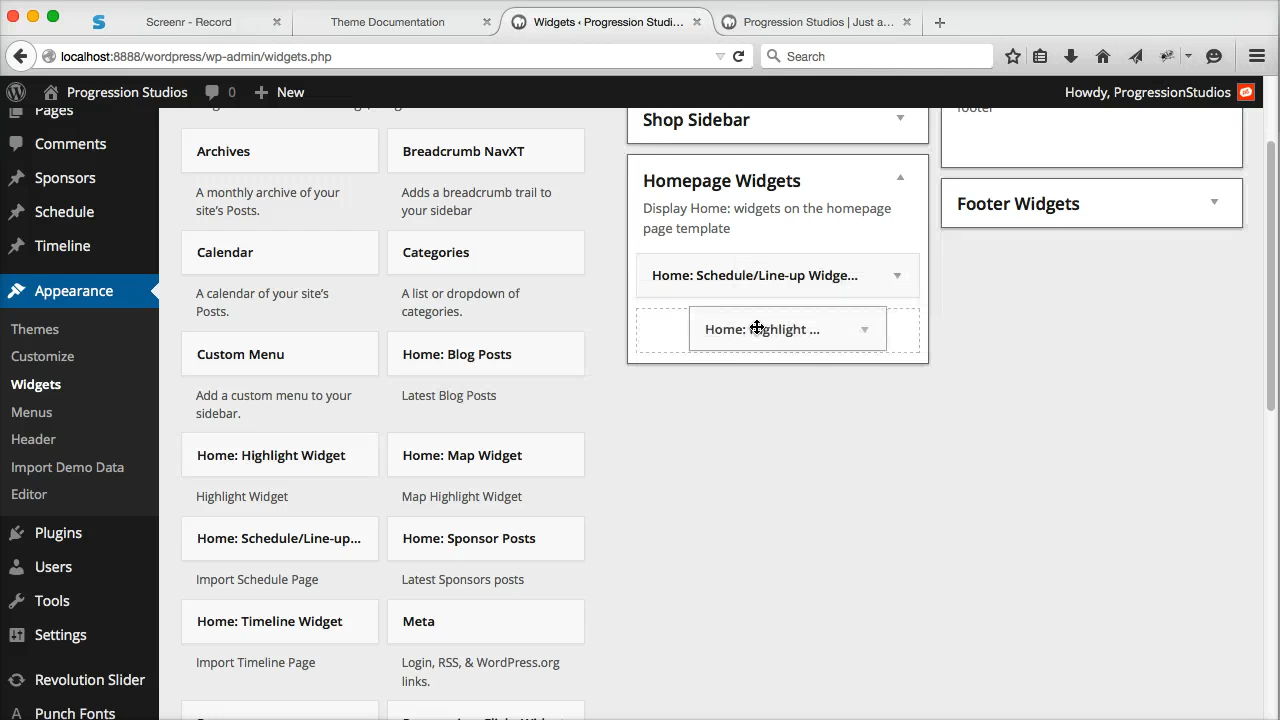 Screenr - Record
Theme Documentation
Widgets ‹ Progression Studi...
Progression Studios | Just a...
localhost:8888/wordpress/wp-admin/widgets.php
Search
Progression Studios
0
New
Howdy, ProgressionStudios
Pages
Comments
Sponsors
Schedule
Timeline
Appearance
Themes
Customize
Widgets
Menus
Header
Import Demo Data
Editor
Plugins
Users
Tools
Settings
Revolution Slider
Punch Fonts
Archives
A monthly archive of your
site's Posts.
Breadcrumb NavXT
Adds a breadcrumb trail to
your sidebar
Calendar
A calendar of your site's
Posts.
Categories
A list or dropdown of
categories.
Custom Menu
Add a custom menu to your
sidebar.
Home: Blog Posts
Latest Blog Posts
Home: Highlight Widget
Highlight Widget
Home: Map Widget
Map Highlight Widget
Home: Schedule/Line-up...
Import Schedule Page
Home: Sponsor Posts
Latest Sponsors posts
Home: Timeline Widget
Import Timeline Page
Meta
Login, RSS, & WordPress.org
links.
Shop Sidebar
Homepage Widgets
Display Home: widgets on the homepage
page template
Home: Schedule/Line-up Widge...
Home: Highlight ...
footer
Footer Widgets